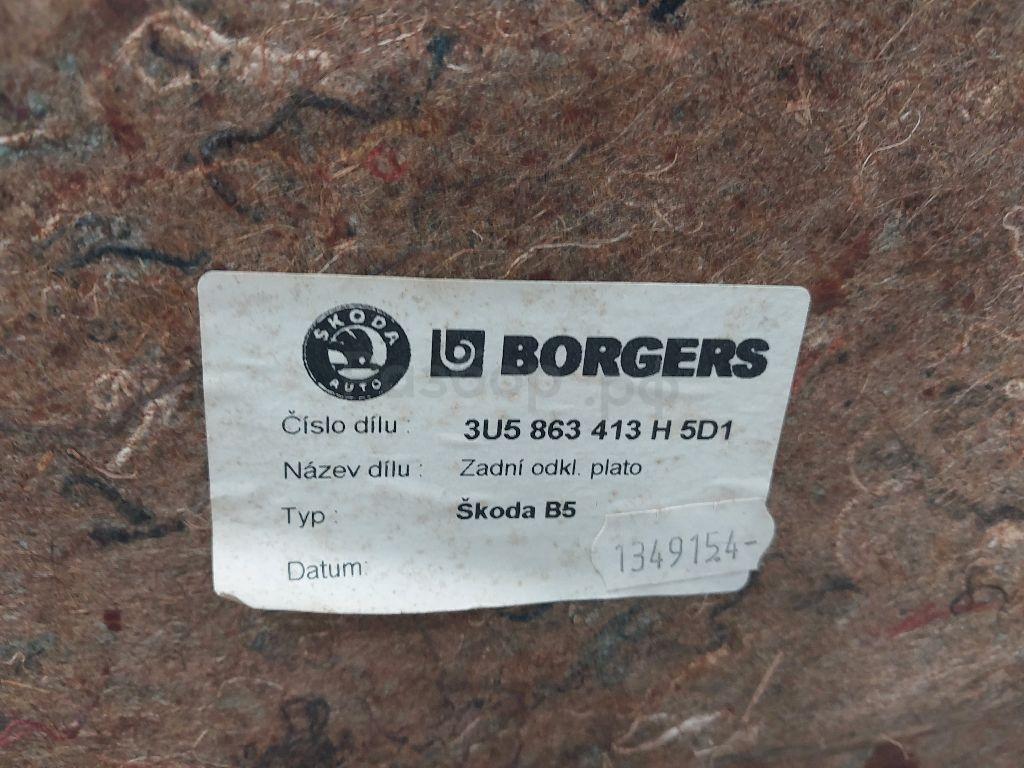 ŠKODA
AUTO
BORGERS
Číslo dílu : 3U5 863 413 H 5D1
Název dílu : Zadní odkl. plato
Typ : Škoda B5
Datum:
1349154-